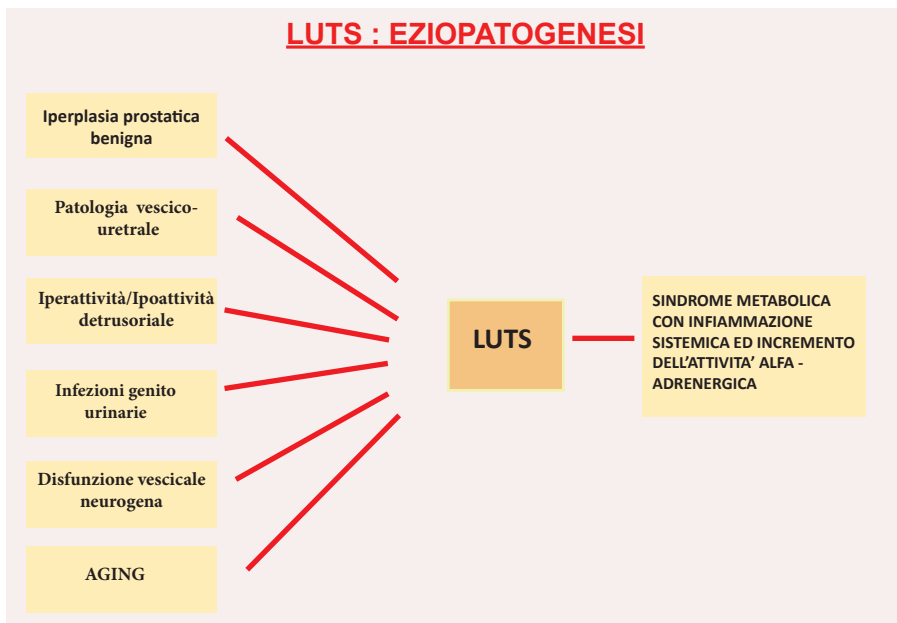 LUTS : EZIOPATOGENESI
Iperplasia prostatica
benigna
Patologia vescico-
uretrale
Iperattività/Ipoattività
detrusoriale
Infezioni genito
urinarie
Disfunzione vescicale
neurogena
AGING
LUTS
SINDROME METABOLICA
CON INFIAMMAZIONE
SISTEMICA ED INCREMENTO
DELL’ATTIVITA’ ALFA -
ADRENERGICA